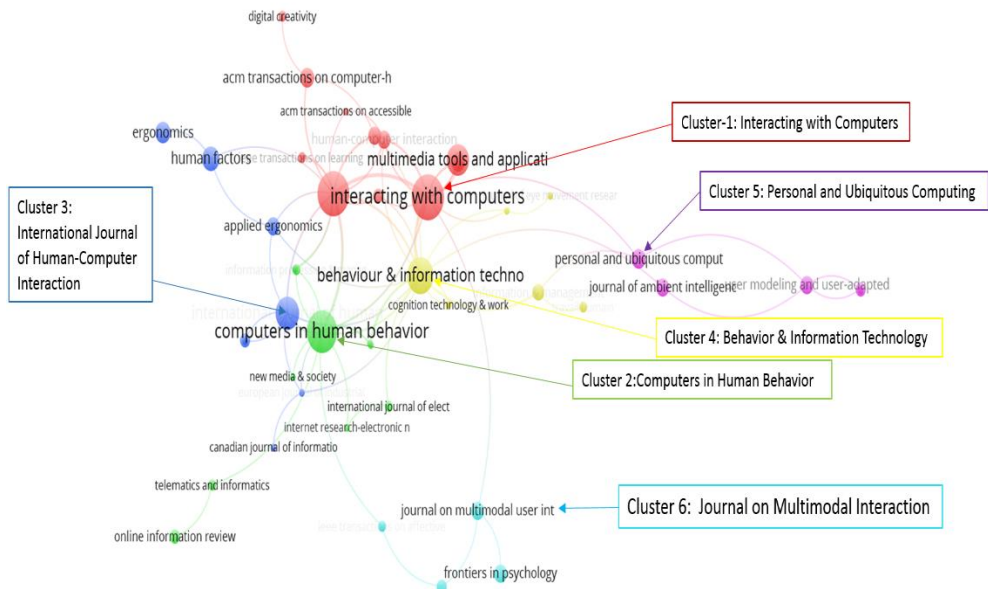 digital creativity
acm transactions on computer-h
acm transactions on accessible
human-computer interaction
ergonomics
human factors
transactions on learning
multimedia tools and applicati
Cluster-1: Interacting with Computers
interacting with computers
eye movement resear
Cluster 5: Personal and Ubiquitous Computing
Cluster 3:
International Journal
of Human-Computer
Interaction
applied ergonomics
behaviour & information techno
personal and ubiquitous comput
journal of ambient intelligenc
user modeling and user-adapted
cognition technology & work
computers in human behavior
Cluster 4: Behavior & Information Technology
new media & society
Cluster 2:Computers in Human Behavior
international journal of elect
internet research-electronic n
canadian journal of informatio
telematics and informatics
online information review
journal on multimodal user int
Cluster 6: Journal on Multimodal Interaction
frontiers in psychology